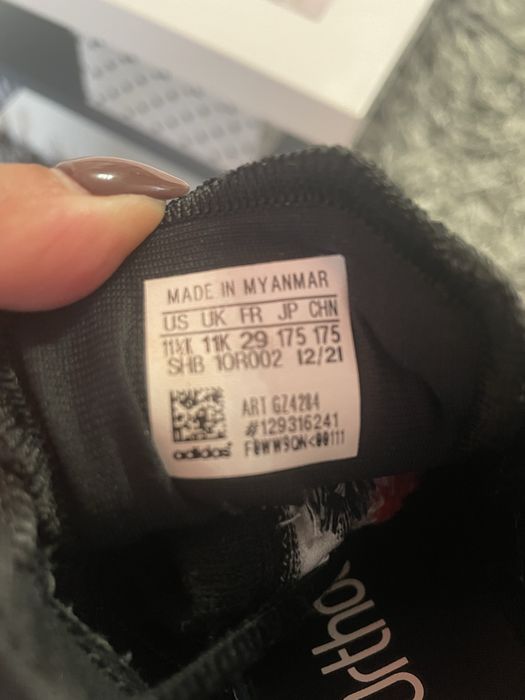 MADE IN MYANMAR
US UK FR JP CHN
11½K 11K 29 175 175
SHB 10R002 12/21
ART GZ4284
#129316241
adidas
Ortho